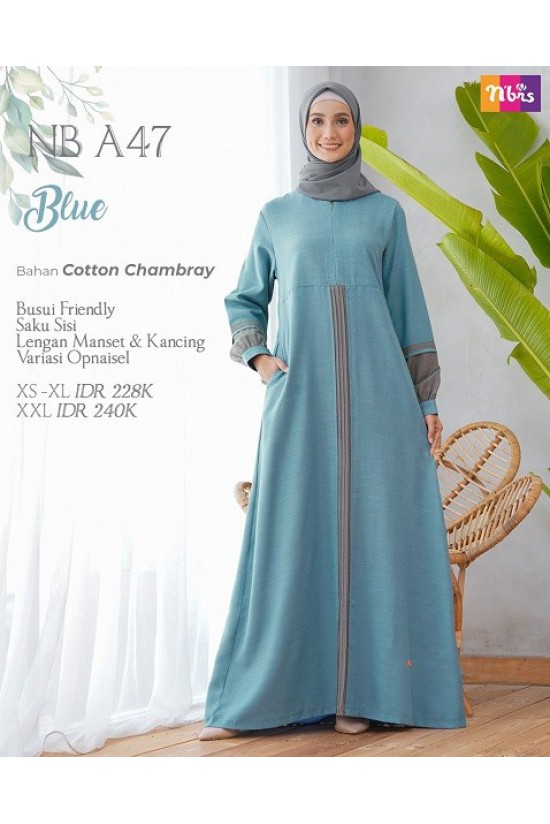 Nbrs
NB A47
Blue
Bahan Cotton Chambray
Busui Friendly
Saku Sisi
Lengan Manset & Kancing
Variasi Opnaisel
XS -XL IDR 228K
XXL IDR 240K